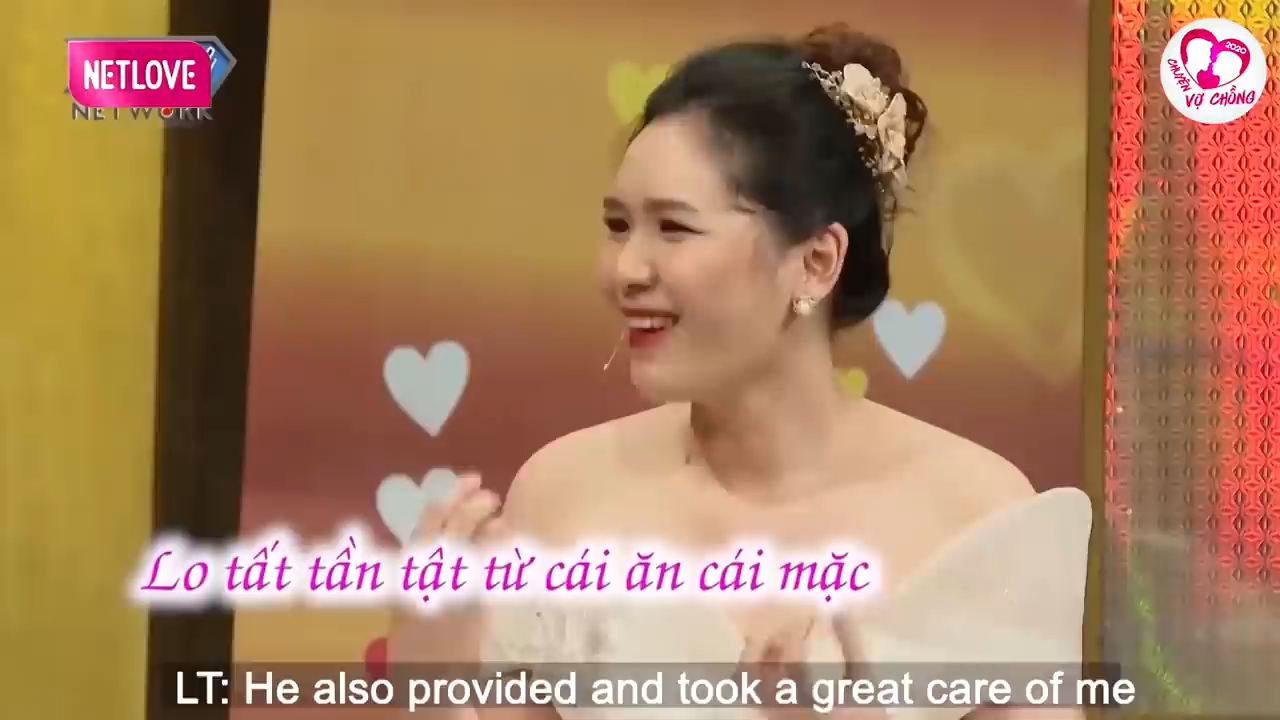 NETLOVE
NETWORK
2020
CHUYỆN
VỢ CHỒNG
Lo tất tần tật từ cái ăn cái mặc
LT: He also provided and took a great care of me